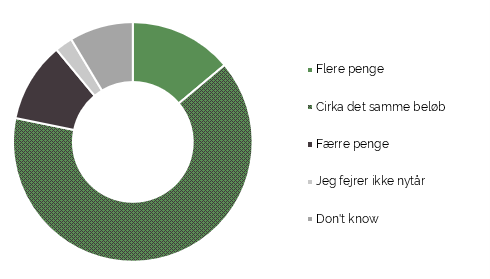 Flere penge
Cirka det samme beløb
Færre penge
Jeg fejrer ikke nytår
Don't know